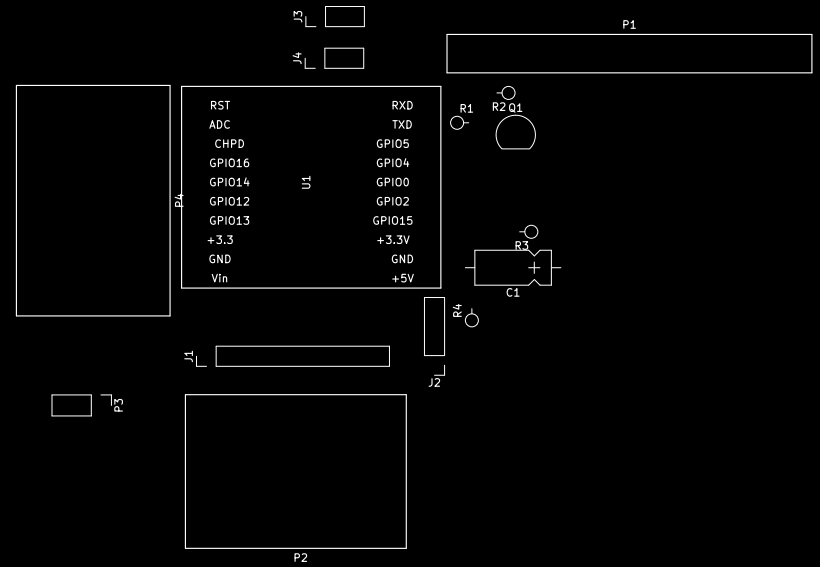 J3
P1
J4
R2 Q1
R1
RST RXD
ADC TXD
CHPD GPIO5
GPIO16 GPIO4
GPIO14 GPIO0
U1
GPIO12 GPIO2
P4
GPIO13 GPIO15
+3.3 +3.3V
GND GND
Vin +5V
R3
C1
R4
J1
J2
P3
P2